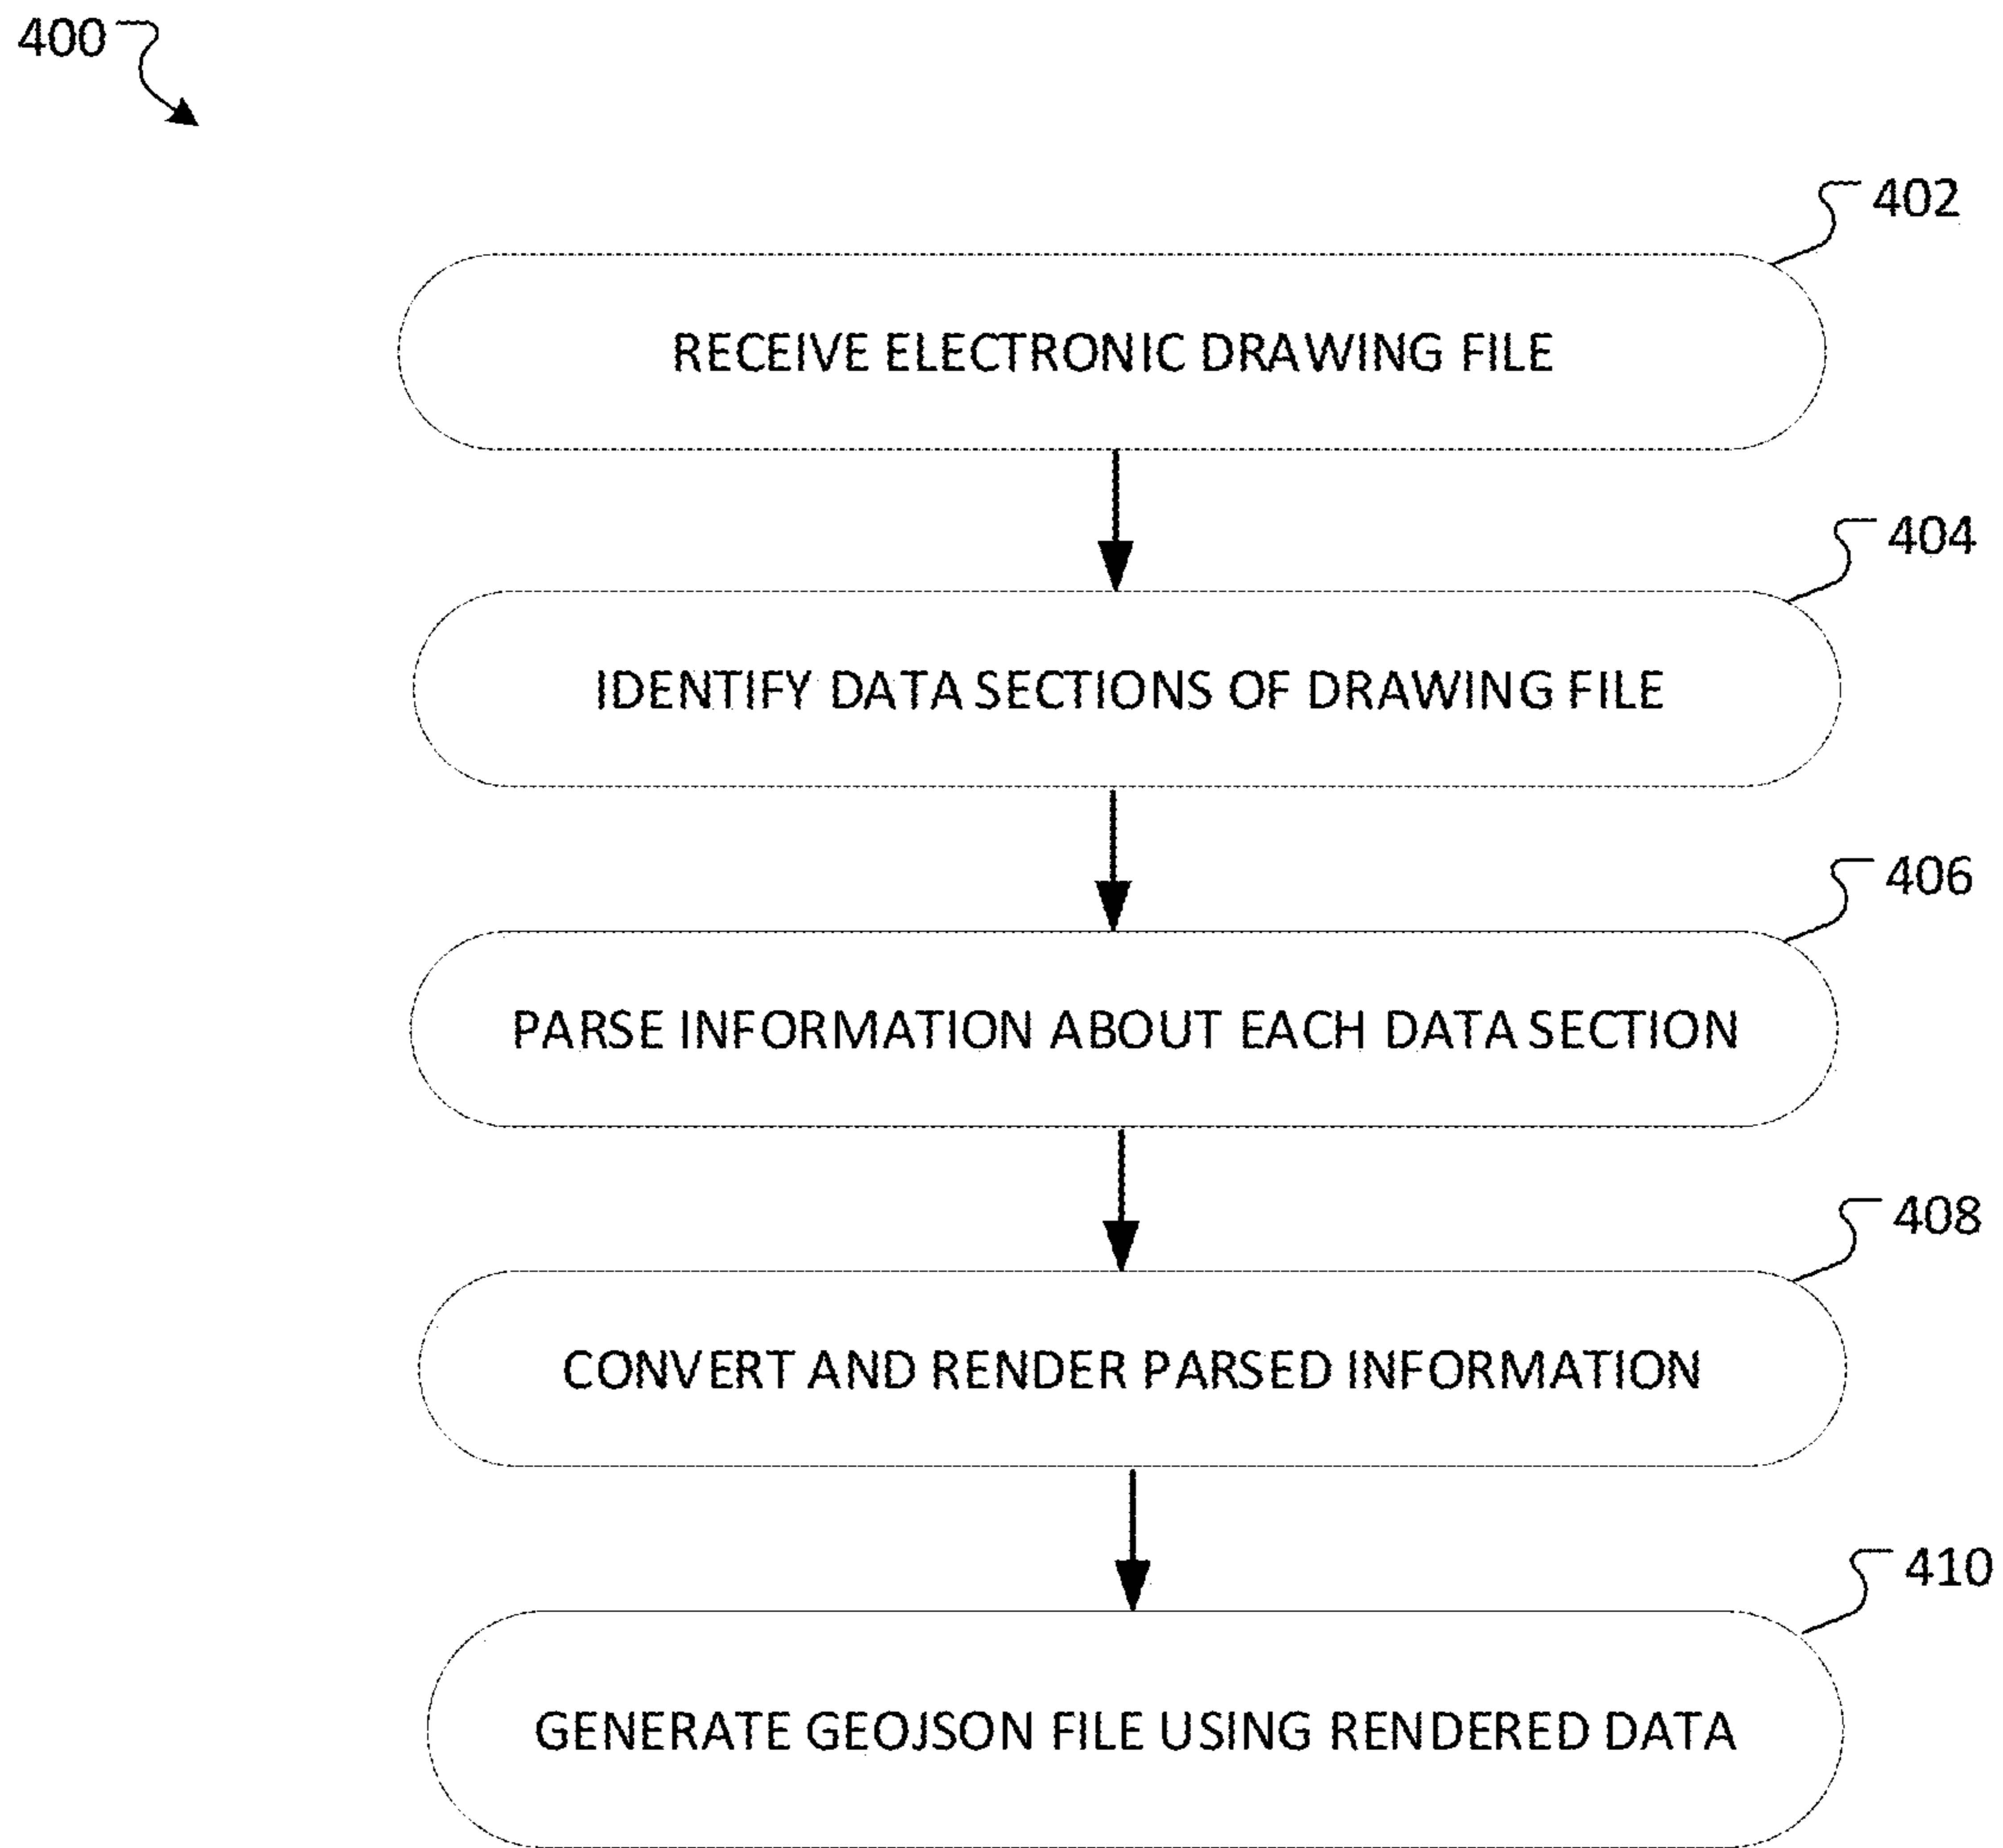 400
402
RECEIVE ELECTRONIC DRAWING FILE
404
IDENTIFY DATA SECTIONS OF DRAWING FILE
406
PARSE INFORMATION ABOUT EACH DATA SECTION
408
CONVERT AND RENDER PARSED INFORMATION
410
GENERATE GEOJSON FILE USING RENDERED DATA